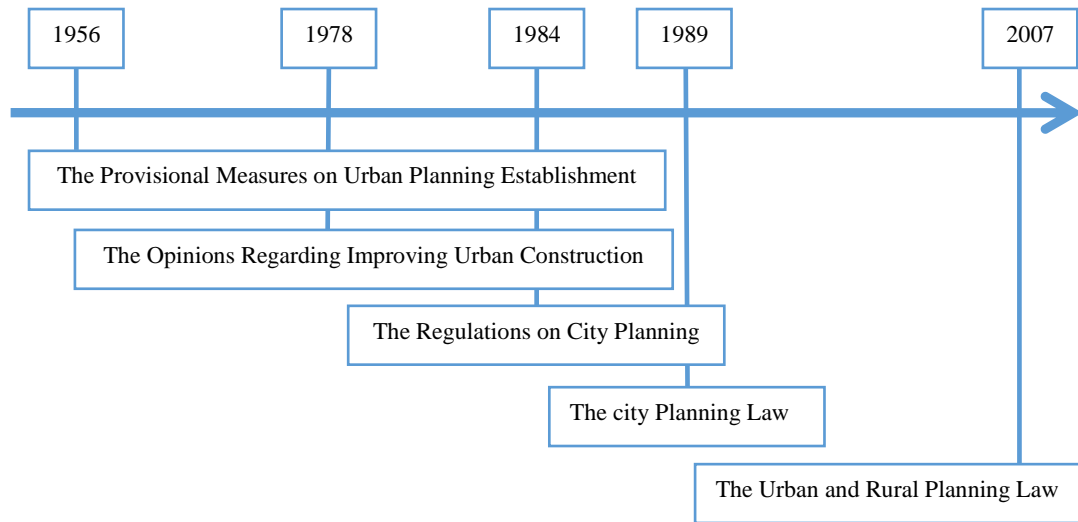 1956
1978
1984
1989
2007
The Provisional Measures on Urban Planning Establishment
The Opinions Regarding Improving Urban Construction
The Regulations on City Planning
The city Planning Law
The Urban and Rural Planning Law